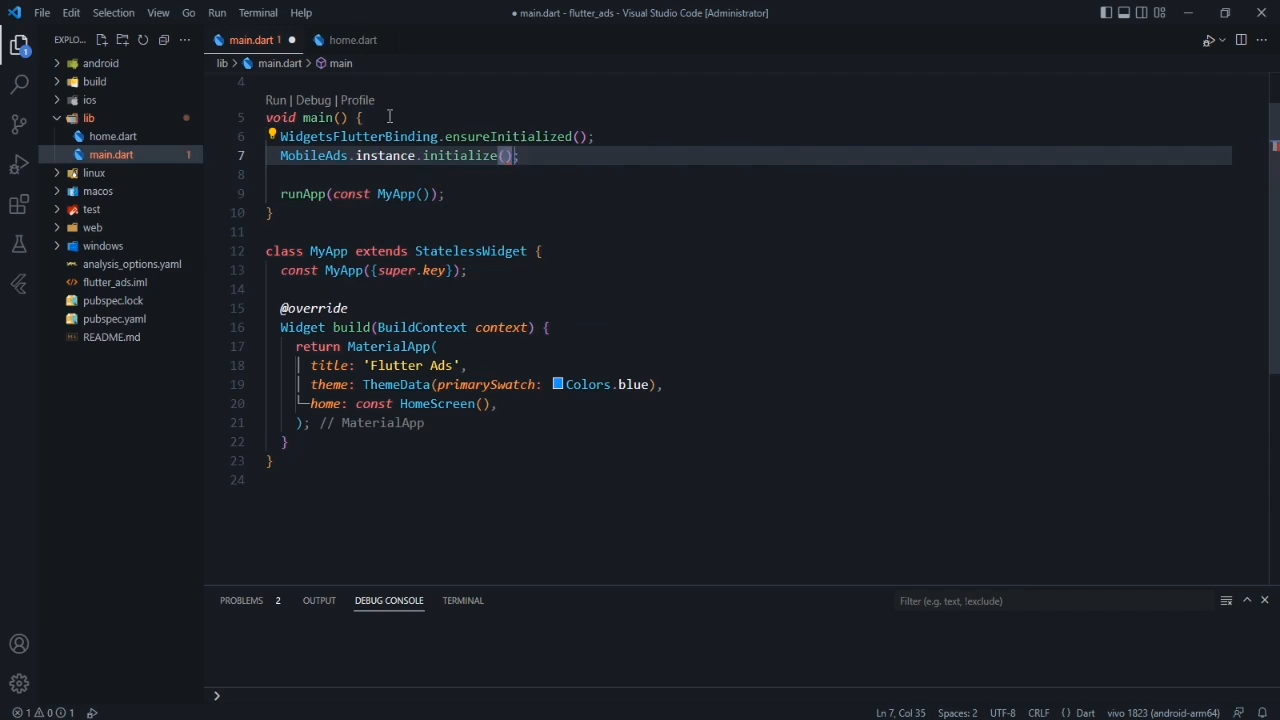 File Edit Selection View Go Run Terminal Help
● main.dart - flutter_ads - Visual Studio Code [Administrator]
EXPLO...
main.dart 1 ●
home.dart
lib > main.dart > main
android
build
ios
lib
home.dart
main.dart 1
linux
macos
test
web
windows
analysis_options.yaml
flutter_ads.iml
pubspec.lock
pubspec.yaml
README.md
1
4
Run | Debug | Profile
5 void main() {
6 WidgetsFlutterBinding.ensureInitialized();
7 MobileAds.instance.initialize();
8
9 runApp(const MyApp());
10 }
11
12 class MyApp extends StatelessWidget {
13 const MyApp({super.key});
14
15 @override
16 Widget build(BuildContext context) {
17 return MaterialApp(
18 title: 'Flutter Ads',
19 theme: ThemeData(primarySwatch: Colors.blue),
20 home: const HomeScreen(),
21 ); // MaterialApp
22 }
23 }
24
PROBLEMS 2 OUTPUT DEBUG CONSOLE TERMINAL
Filter (e.g. text, !exclude)
>
1 0 1
Ln 7, Col 35 Spaces: 2 UTF-8 CRLF {} Dart vivo 1823 (android-arm64)